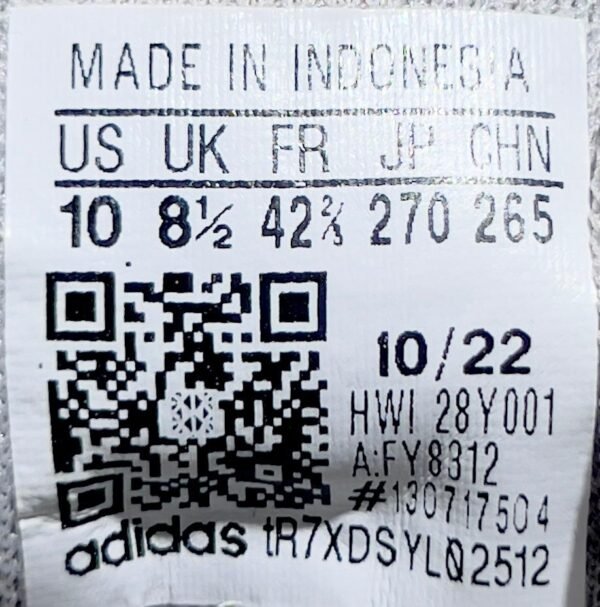 MADE IN INDONESIA
US UK FR JP CHN
10 8½ 42⅔ 270 265
10/22
HWI 28Y001
A:FY8312
#130717504
adidas tR7XDSYL02512